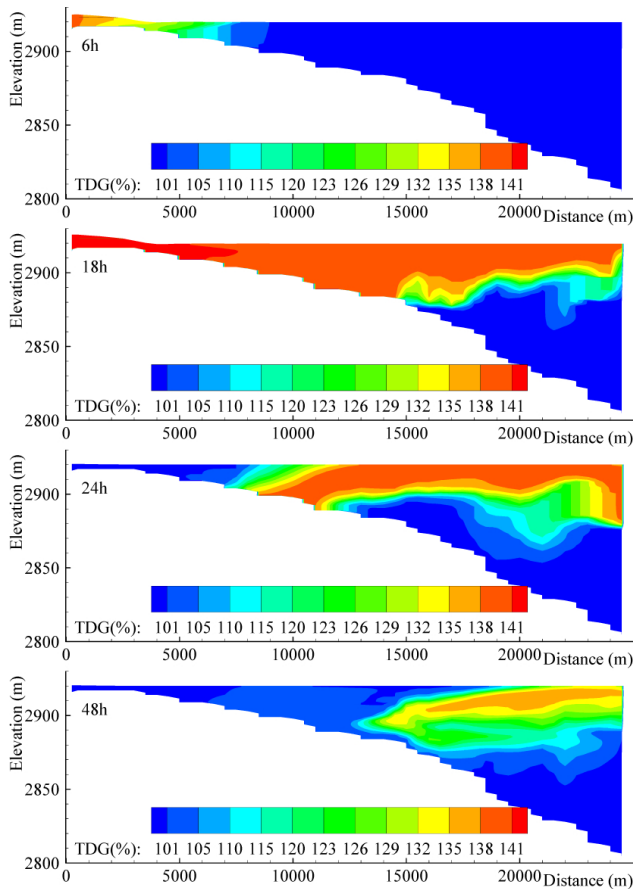 Elevation (m)
2900
6h
2850
TDG(%): 101 105 110 115 120 123 126 129 132 135 138 141
2800
0 5000 10000 15000 20000 Distance (m)
Elevation (m)
2900
18h
2850
TDG(%): 101 105 110 115 120 123 126 129 132 135 138 141
2800
0 5000 10000 15000 20000 Distance (m)
Elevation (m)
2900
24h
2850
TDG(%): 101 105 110 115 120 123 126 129 132 135 138 141
2800
0 5000 10000 15000 20000 Distance (m)
Elevation (m)
2900
48h
2850
TDG(%): 101 105 110 115 120 123 126 129 132 135 138 141
2800
0 5000 10000 15000 20000 Distance (m)